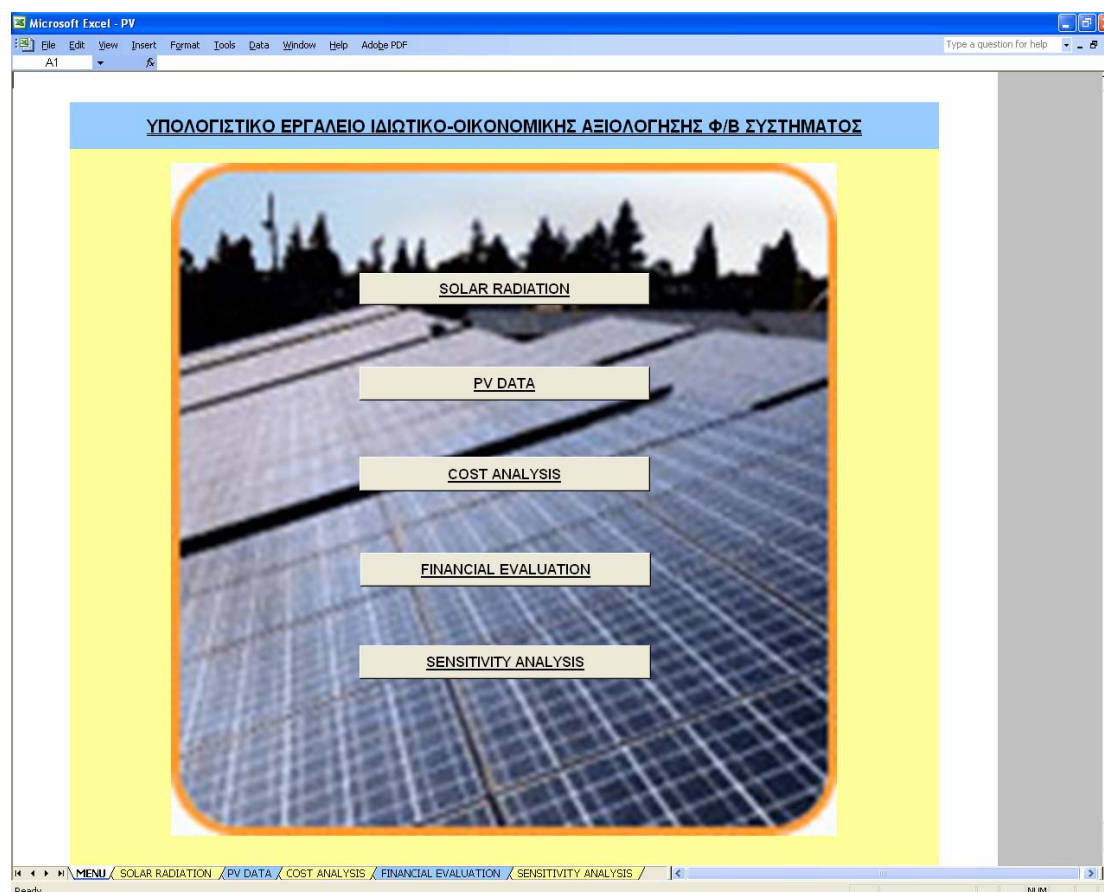 Microsoft Excel - PV
File Edit View Insert Format Tools Data Window Help Adobe PDF
Type a question for help
A1
fx
ΥΠΟΛΟΓΙΣΤΙΚΟ ΕΡΓΑΛΕΙΟ ΙΔΙΩΤΙΚΟ-ΟΙΚΟΝΟΜΙΚΗΣ ΑΞΙΟΛΟΓΗΣΗΣ Φ/Β ΣΥΣΤΗΜΑΤΟΣ
SOLAR RADIATION
PV DATA
COST ANALYSIS
FINANCIAL EVALUATION
SENSITIVITY ANALYSIS
MENU SOLAR RADIATION PV DATA COST ANALYSIS FINANCIAL EVALUATION SENSITIVITY ANALYSIS
Ready NUM